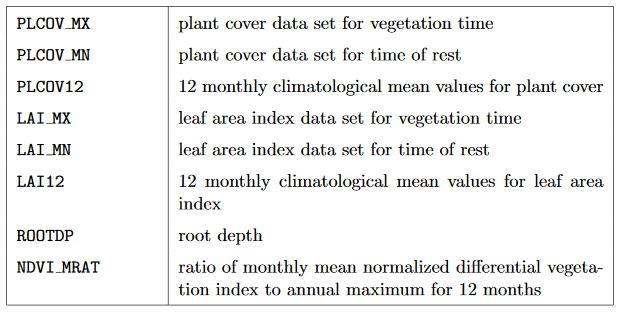 PLCOV_MX plant cover data set for vegetation time
PLCOV_MN plant cover data set for time of rest
PLCOV12 12 monthly climatological mean values for plant cover
LAI_MX leaf area index data set for vegetation time
LAI_MN leaf area index data set for time of rest
LAI12 12 monthly climatological mean values for leaf area
index
ROOTDP root depth
NDVI_MRAT ratio of monthly mean normalized differential vegeta-
tion index to annual maximum for 12 months